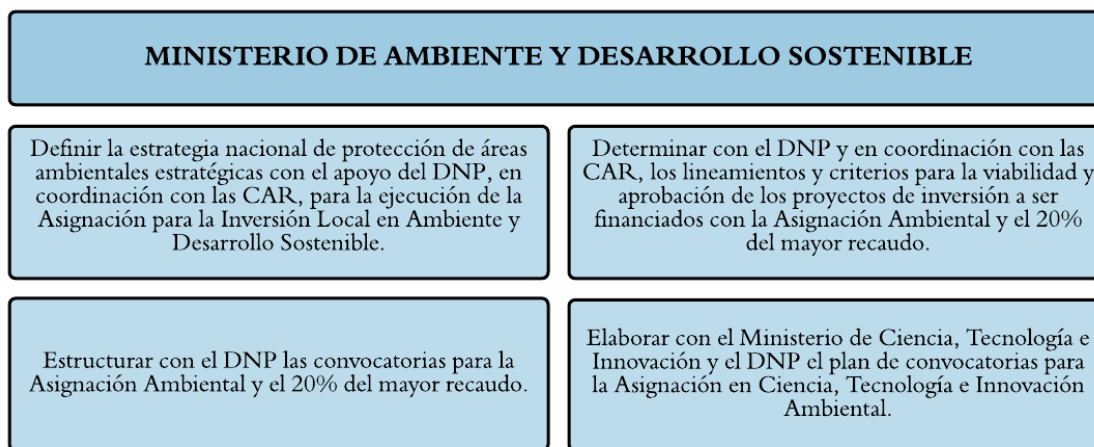 MINISTERIO DE AMBIENTE Y DESARROLLO SOSTENIBLE
Definir la estrategia nacional de protección de áreas
ambientales estratégicas con el apoyo del DNP, en
coordinación con las CAR, para la ejecución de la
Asignación para la Inversión Local en Ambiente y
Desarrollo Sostenible.
Determinar con el DNP y en coordinación con las
CAR, los lineamientos y criterios para la viabilidad y
aprobación de los proyectos de inversión a ser
financiados con la Asignación Ambiental y el 20%
del mayor recaudo.
Estructurar con el DNP las convocatorias para la
Asignación Ambiental y el 20% del mayor recaudo.
Elaborar con el Ministerio de Ciencia, Tecnología e
Innovación y el DNP el plan de convocatorias para
la Asignación en Ciencia, Tecnología e Innovación
Ambiental.